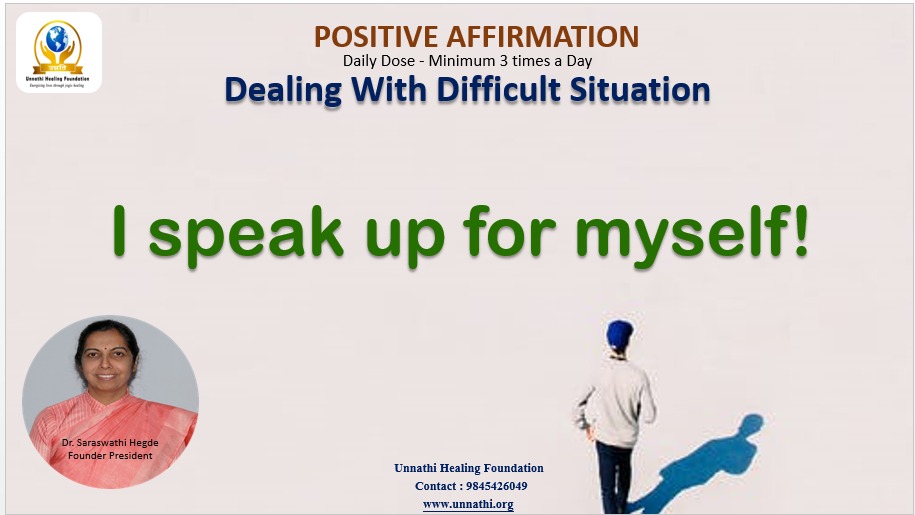 Unnathi Healing Foundation
Energising lives through yogic healing
POSITIVE AFFIRMATION
Daily Dose - Minimum 3 times a Day
Dealing With Difficult Situation
I speak up for myself!
Dr. Saraswathi Hegde
Founder President
Unnathi Healing Foundation
Contact : 9845426049
www.unnathi.org